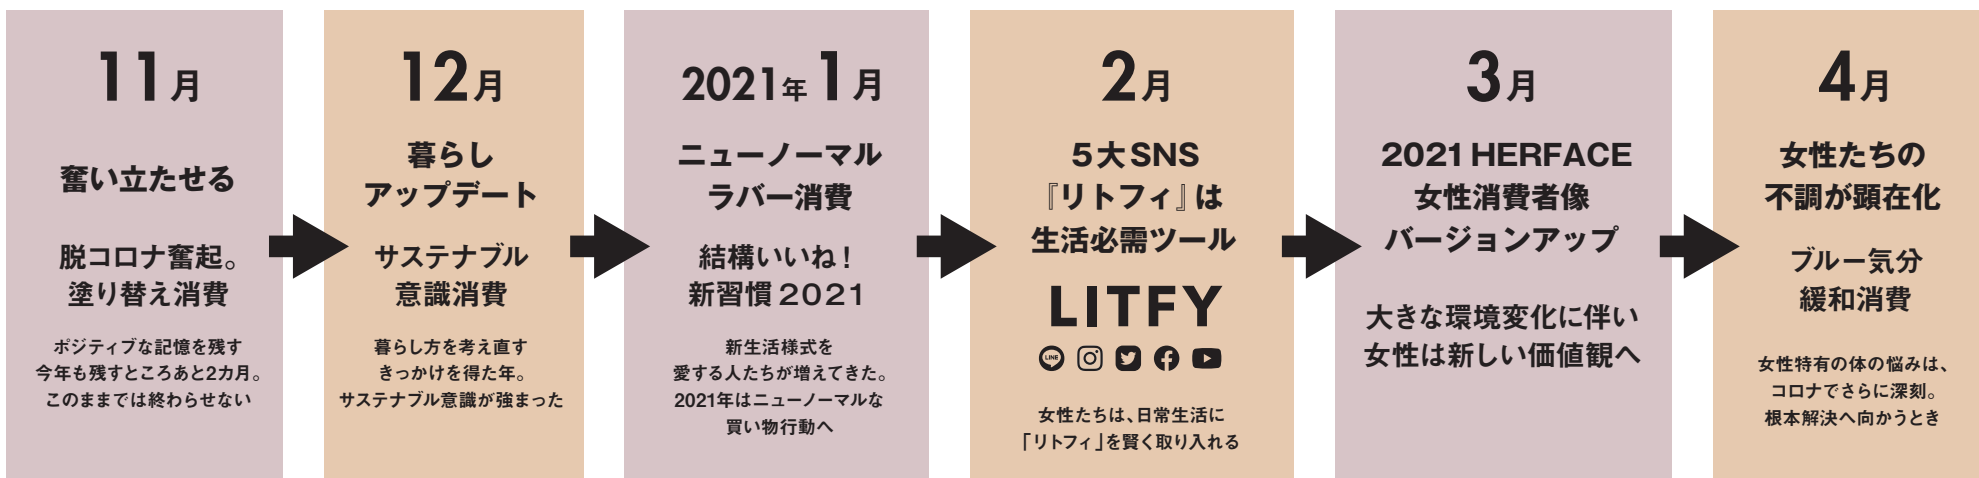 11月
奮い立たせる
脱コロナ奮起。
塗り替え消費
ポジティブな記憶を残す
今年も残すところあと2カ月。
このままでは終わらせない
12月
暮らし
アップデート
サステナブル
意識消費
暮らし方を考え直す
きっかけを得た年。
サステナブル意識が強まった
2021年 1月
ニューノーマル
ラバー消費
結構いいね!
新習慣2021
新生活様式を
愛する人たちが増えてきた。
2021年はニューノーマルな
買い物行動へ
2月
5大SNS
『リトフィ』は
生活必需ツール
LITFY
LINE
女性たちは、日常生活に
「リトフィ」を賢く取り入れる
3月
2021 HERFACE
女性消費者像
バージョンアップ
大きな環境変化に伴い
女性は新しい価値観へ
4月
女性たちの
不調が顕在化
ブルー気分
緩和消費
女性特有の体の悩みは、
コロナでさらに深刻。
根本解決へ向かうとき